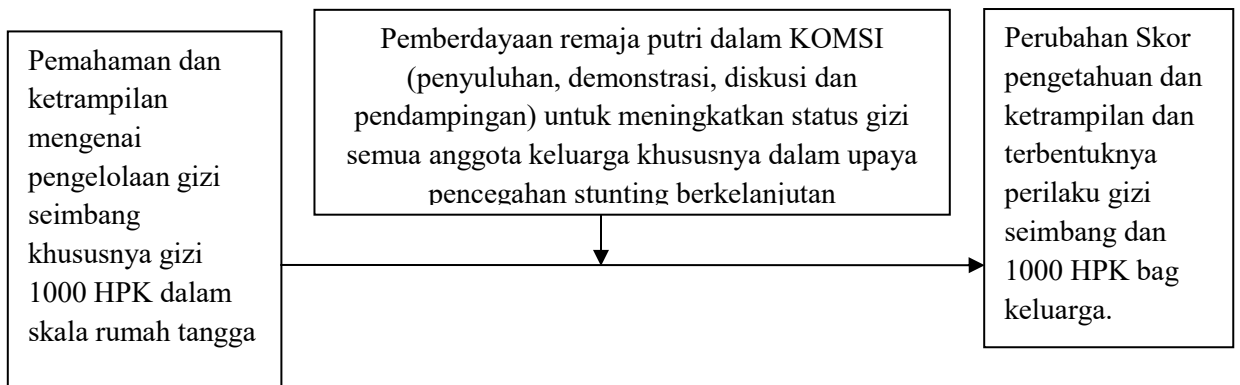 Pemahaman dan
ketrampilan
mengenai
pengelolaan gizi
seimbang
khususnya gizi
1000 HPK dalam
skala rumah tangga
Pemberdayaan remaja putri dalam KOMSI
(penyuluhan, demonstrasi, diskusi dan
pendampingan) untuk meningkatkan status gizi
semua anggota keluarga khususnya dalam upaya
pencegahan stunting berkelanjutan
Perubahan Skor
pengetahuan dan
ketrampilan dan
terbentuknya
perilaku gizi
seimbang dan
1000 HPK bag
keluarga.